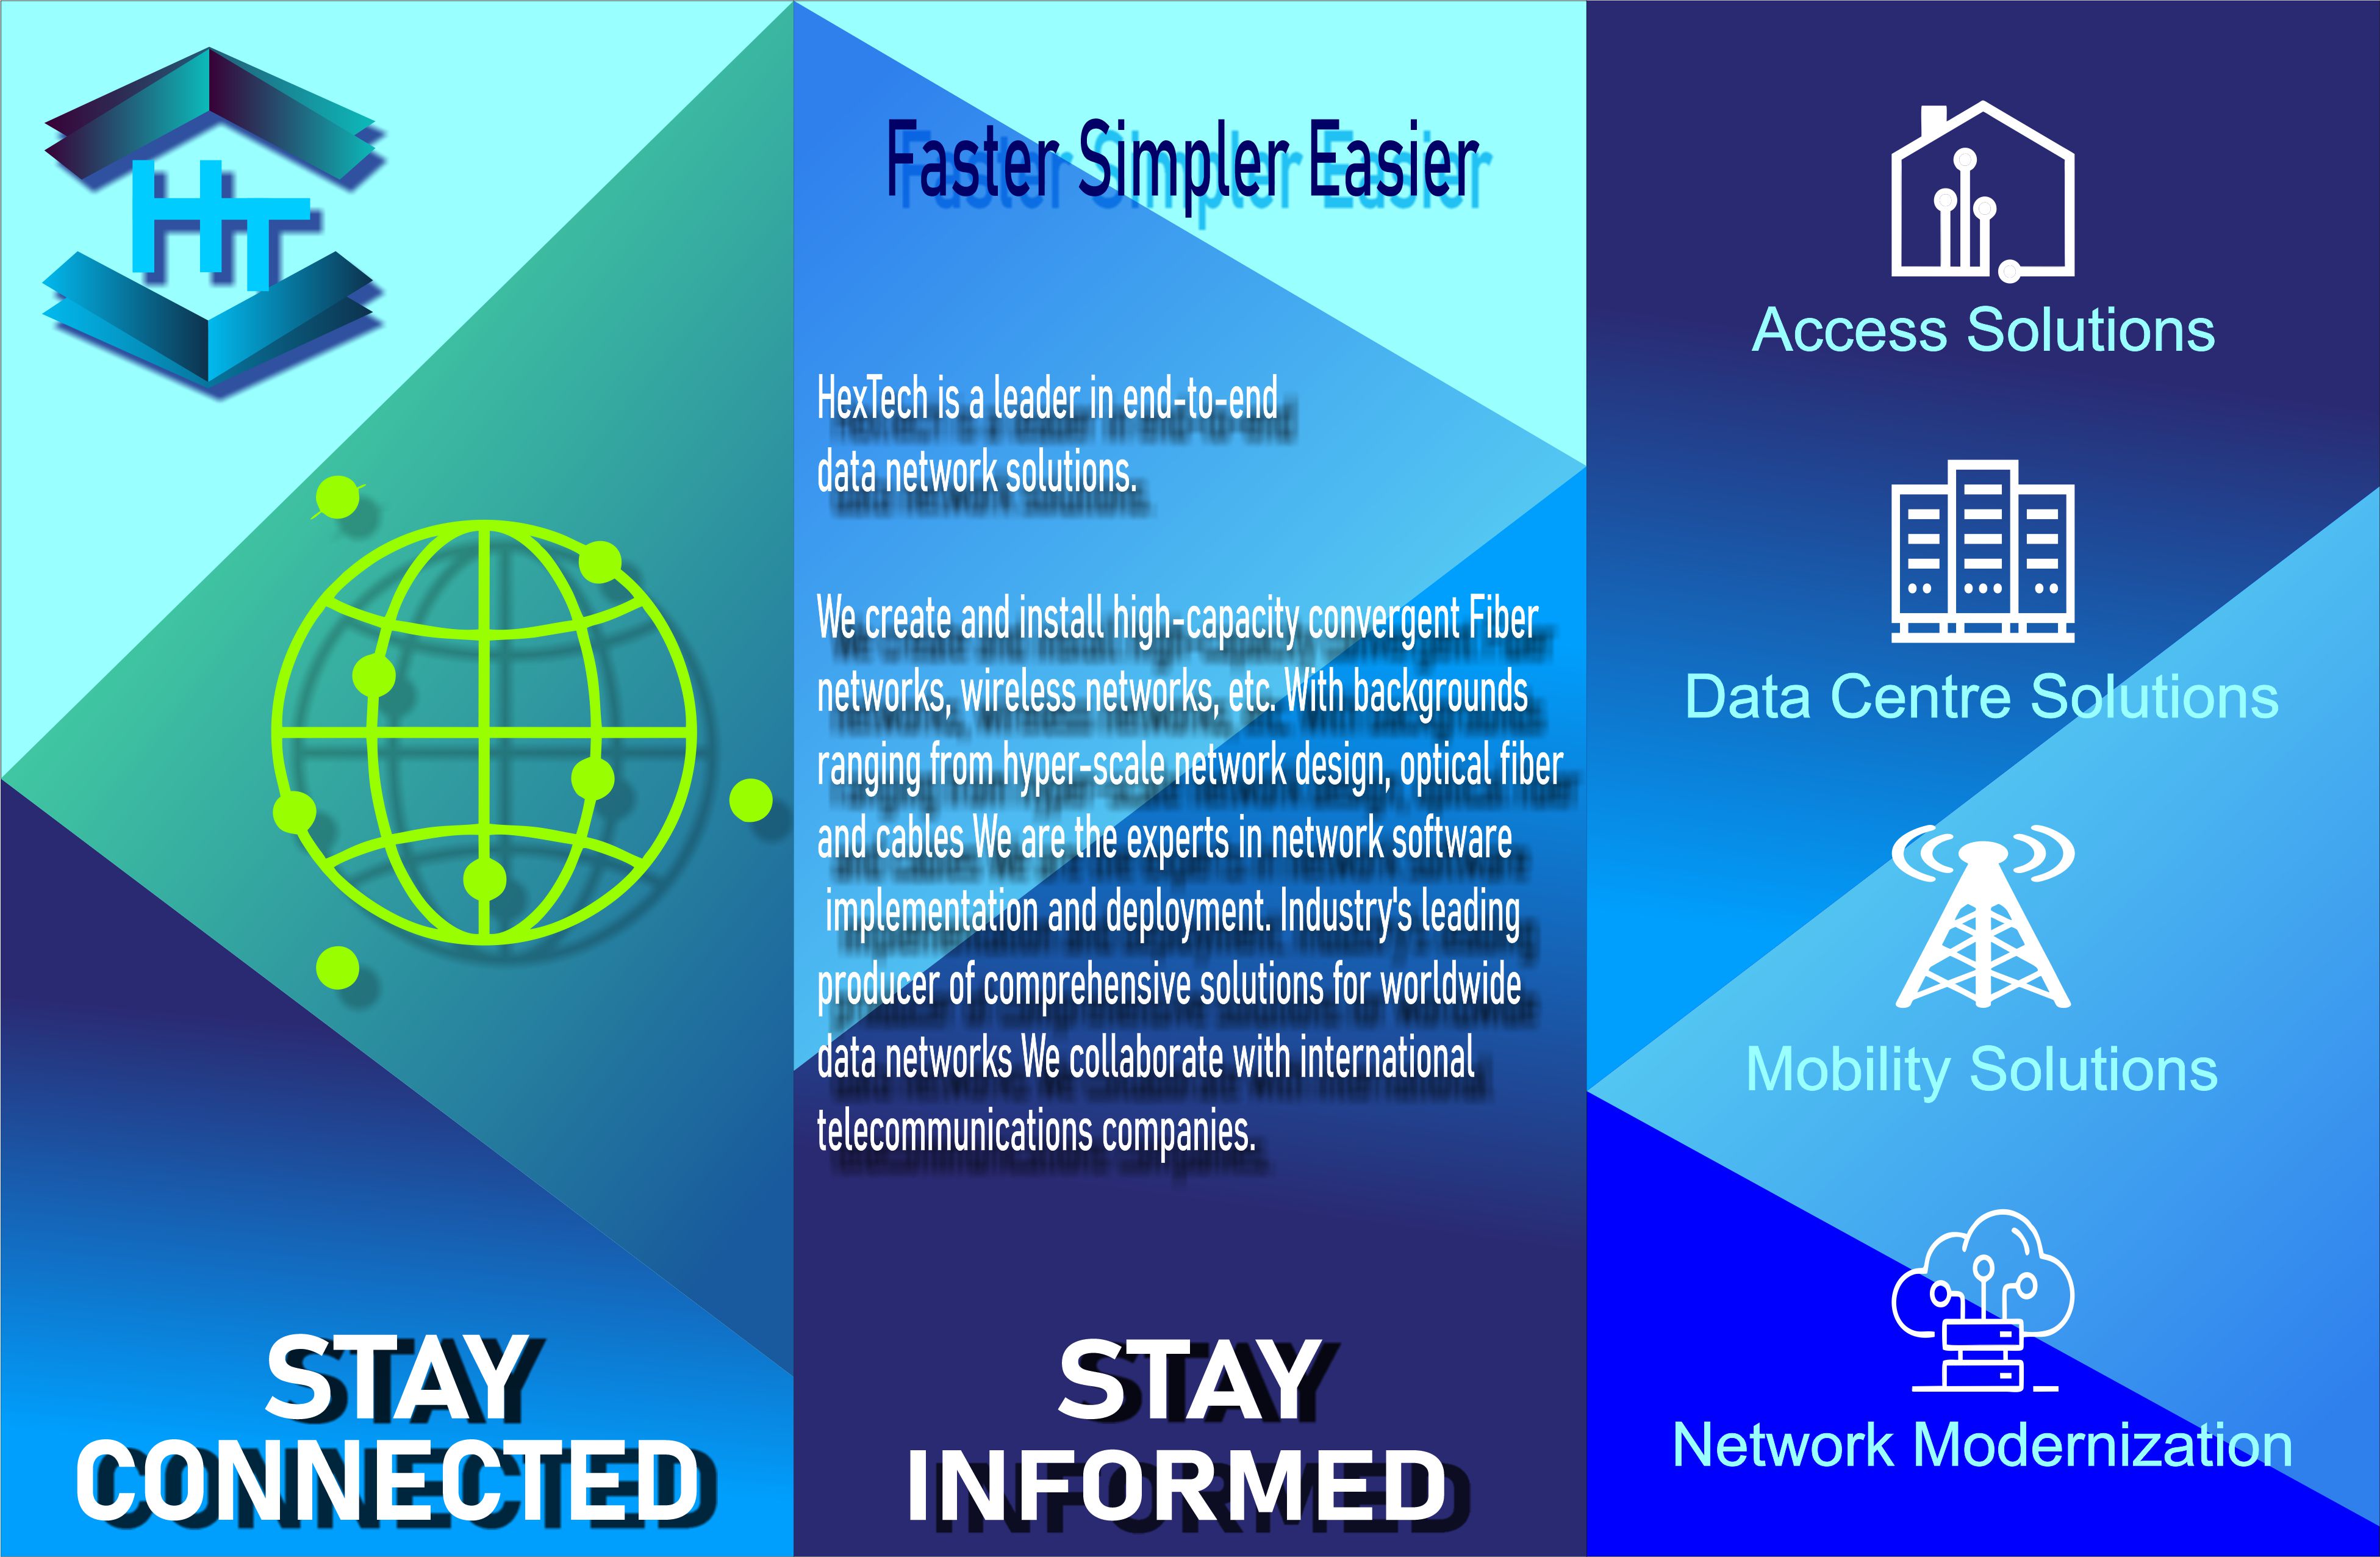 HT
STAY
CONNECTED
Faster Simpler Easier
HexTech is a leader in end-to-end
data network solutions.
We create and install high-capacity convergent Fiber
networks, wireless networks, etc. With backgrounds
ranging from hyper-scale network design, optical fiber
and cables We are the experts in network software
implementation and deployment. Industry's leading
producer of comprehensive solutions for worldwide
data networks We collaborate with international
telecommunications companies.
STAY
INFORMED
Access Solutions
Data Centre Solutions
Mobility Solutions
Network Modernization